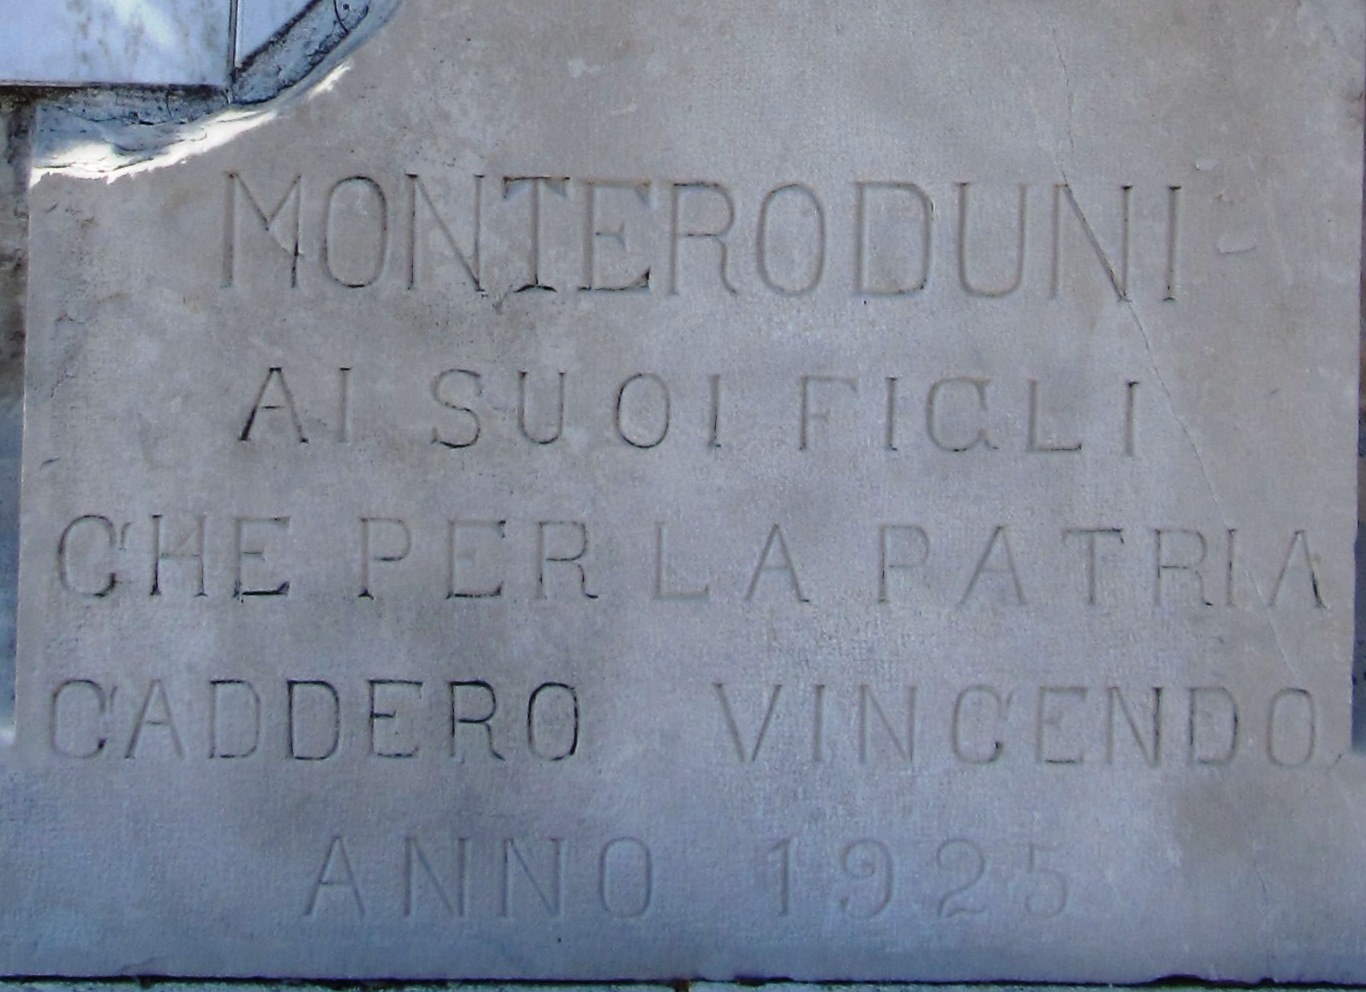 MONTERODUNI
AI SUOI FIGLI
CHE PER LA PATRIA
CADDERO VINCENDO
ANNO 1925